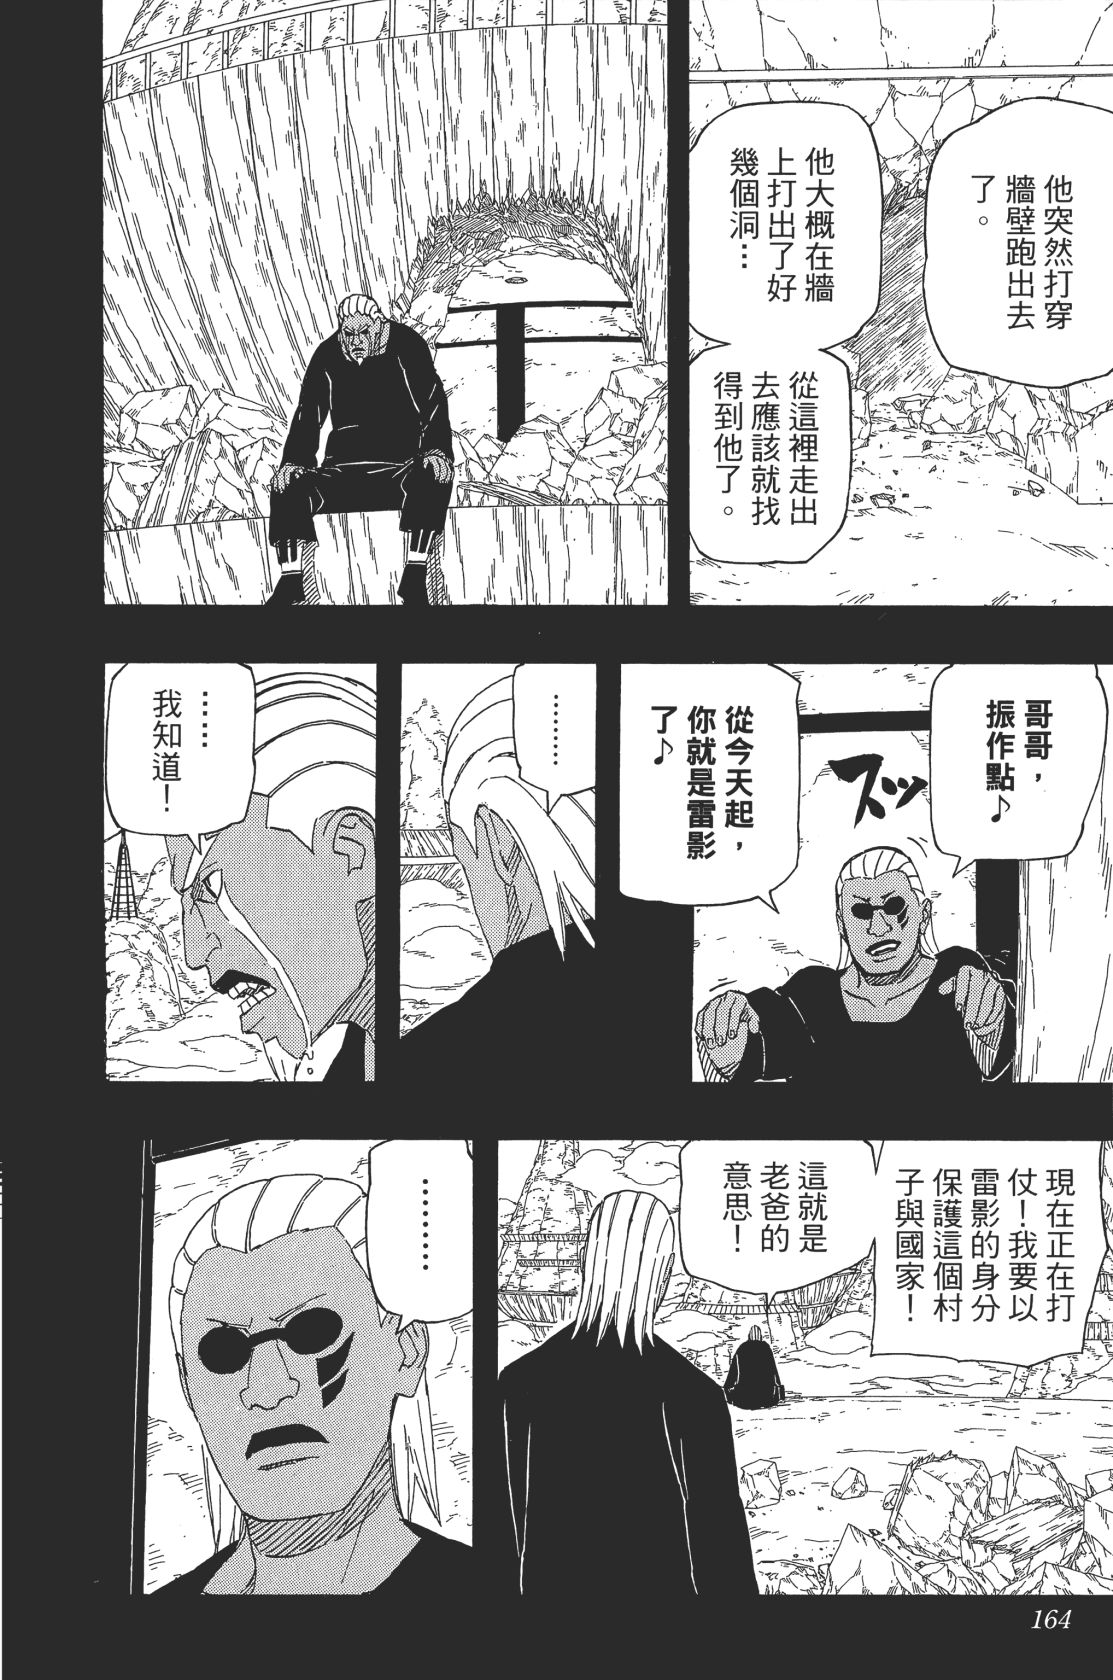 他突然打穿
牆壁跑出去
了。
他大概在牆
上打出了好
幾個洞…
從這裡走出
去應該就找
得到他了。
哥哥，
振作點♪
スッ
從今天起，
你就是雷影
了♪
………
……
我知道！
現在正在打
仗！我要以
雷影的身分
保護這個村
子與國家！
這就是
老爸的
意思！
………
164